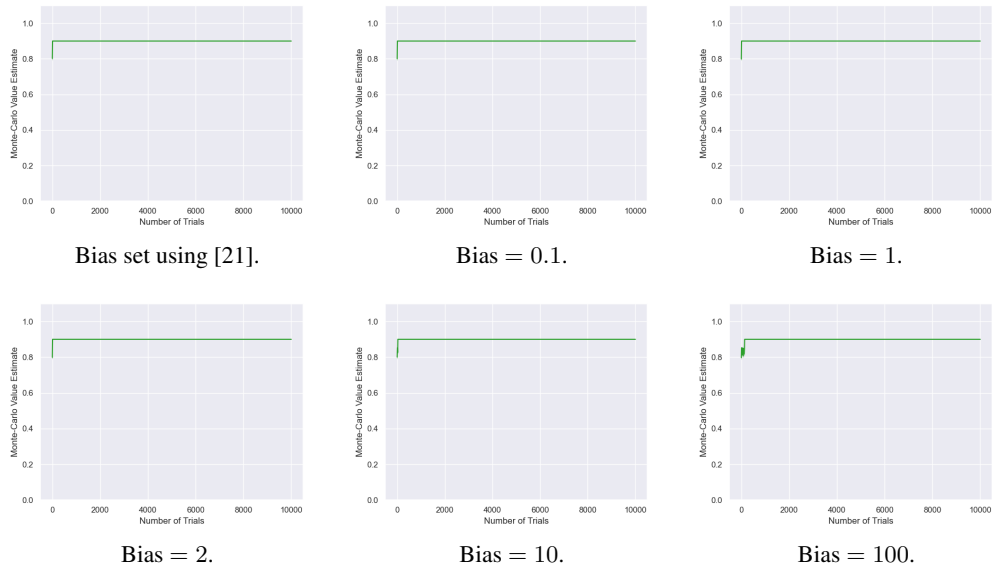 1.0
0.8
0.6
0.4
0.2
0.0
Monte-Carlo Value Estimate
0 2000 4000 6000 8000 10000
Number of Trials
Bias set using [21].
1.0
0.8
0.6
0.4
0.2
0.0
Monte-Carlo Value Estimate
0 2000 4000 6000 8000 10000
Number of Trials
Bias = 0.1.
1.0
0.8
0.6
0.4
0.2
0.0
Monte-Carlo Value Estimate
0 2000 4000 6000 8000 10000
Number of Trials
Bias = 1.
1.0
0.8
0.6
0.4
0.2
0.0
Monte-Carlo Value Estimate
0 2000 4000 6000 8000 10000
Number of Trials
Bias = 2.
1.0
0.8
0.6
0.4
0.2
0.0
Monte-Carlo Value Estimate
0 2000 4000 6000 8000 10000
Number of Trials
Bias = 10.
1.0
0.8
0.6
0.4
0.2
0.0
Monte-Carlo Value Estimate
0 2000 4000 6000 8000 10000
Number of Trials
Bias = 100.